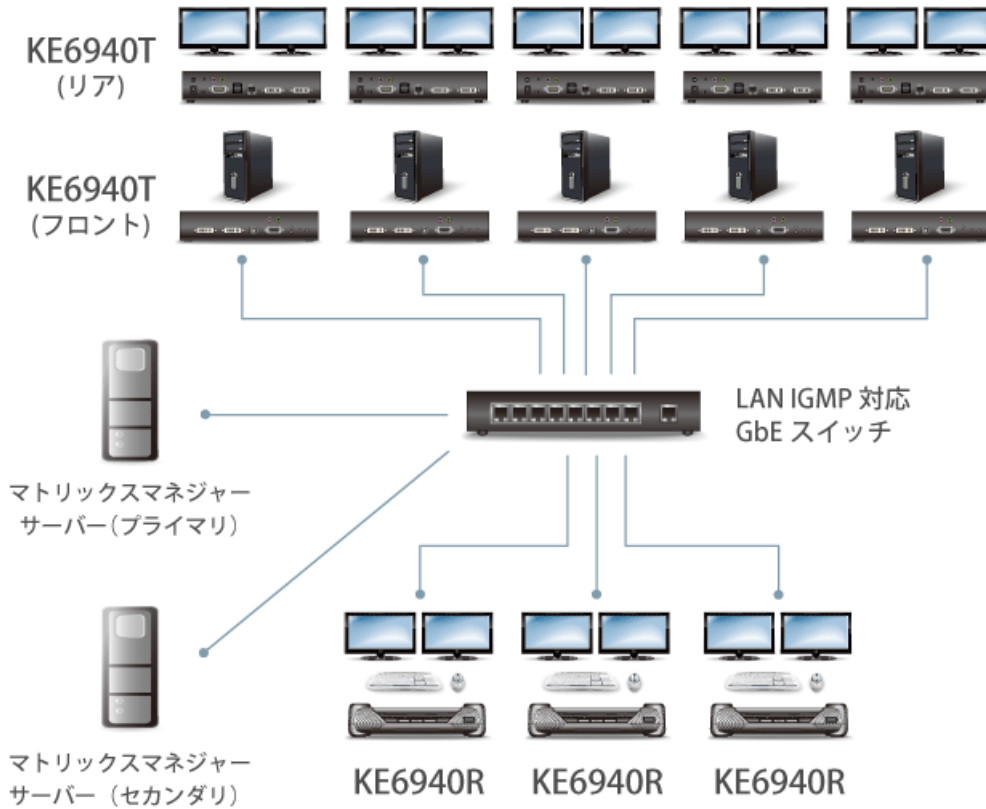 KE6940T
(リア)
KE6940T
(フロント)
LAN IGMP 対応
GbE スイッチ
マトリックスマネジャー
サーバー(プライマリ)
マトリックスマネジャー
サーバー (セカンダリ)
KE6940R
KE6940R
KE6940R